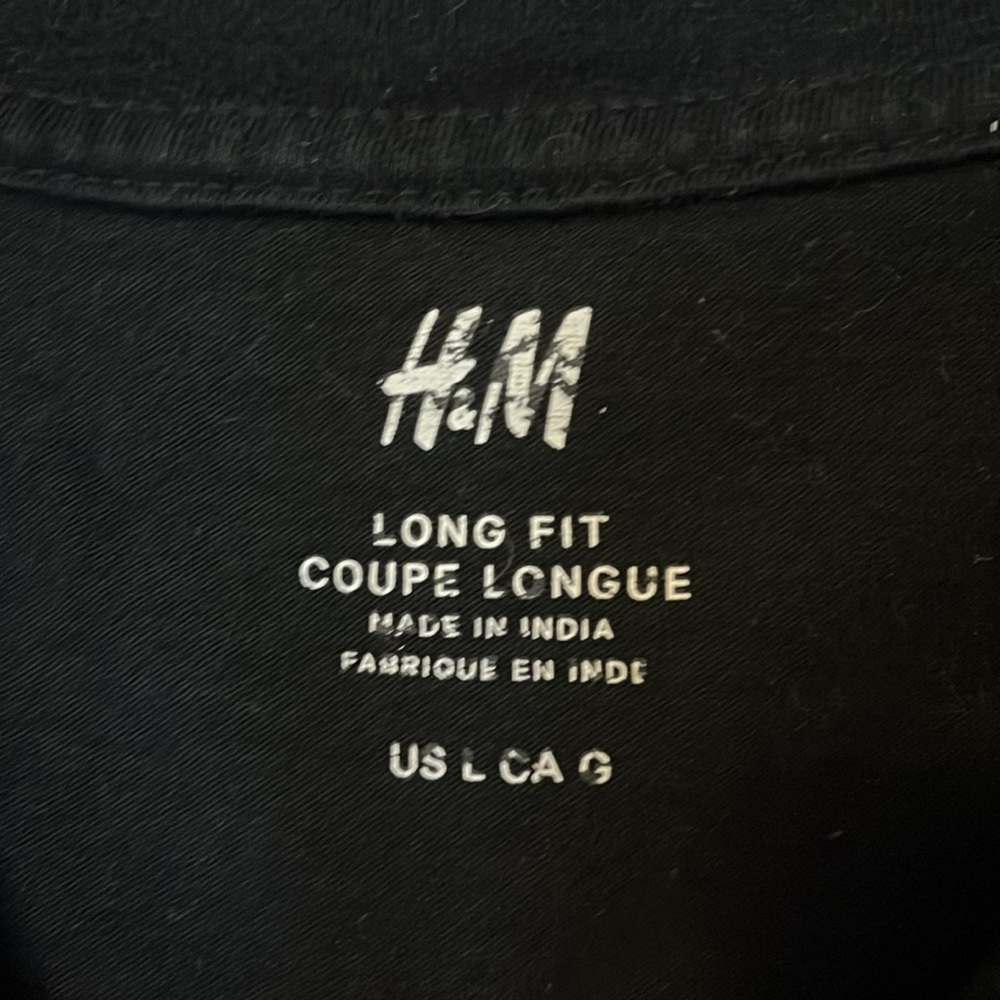 H&M
LONG FIT
COUPE LONGUE
MADE IN INDIA
FABRIQUE EN INDE
US L CA G